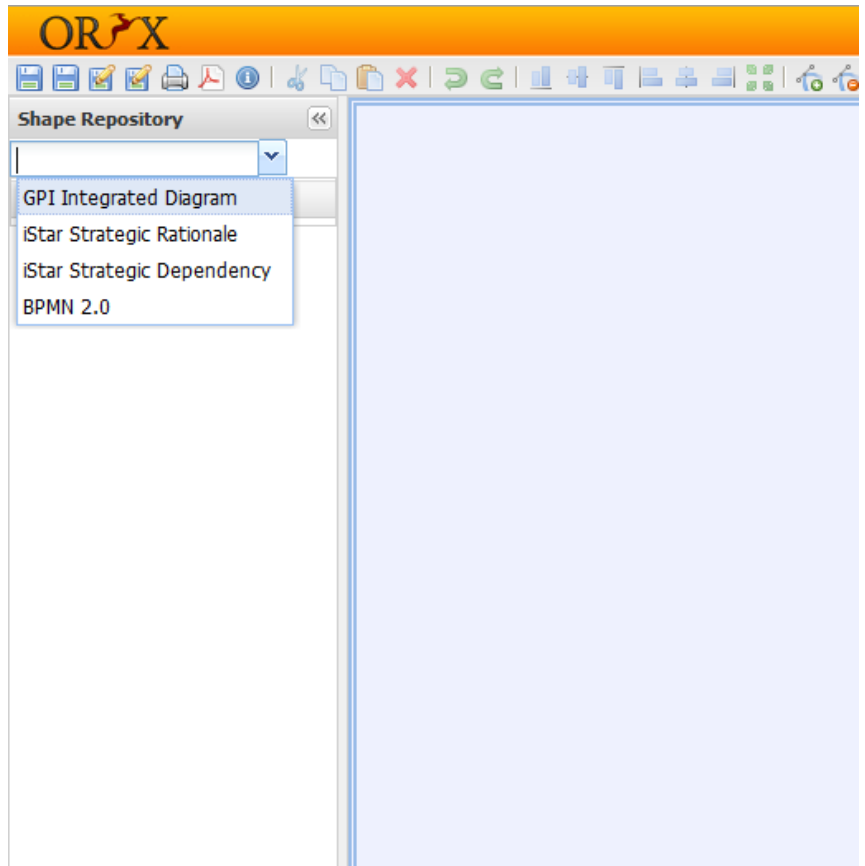 ORYX
Shape Repository
GPI Integrated Diagram
iStar Strategic Rationale
iStar Strategic Dependency
BPMN 2.0